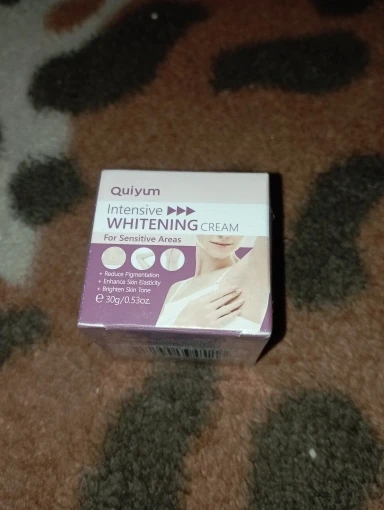 Quiyum
Intensive
WHITENING CREAM
For Sensitive Areas
+ Reduce Pigmentation
+ Enhance Skin Elasticity
+ Brighten Skin Tone
e 30g/0.53oz.